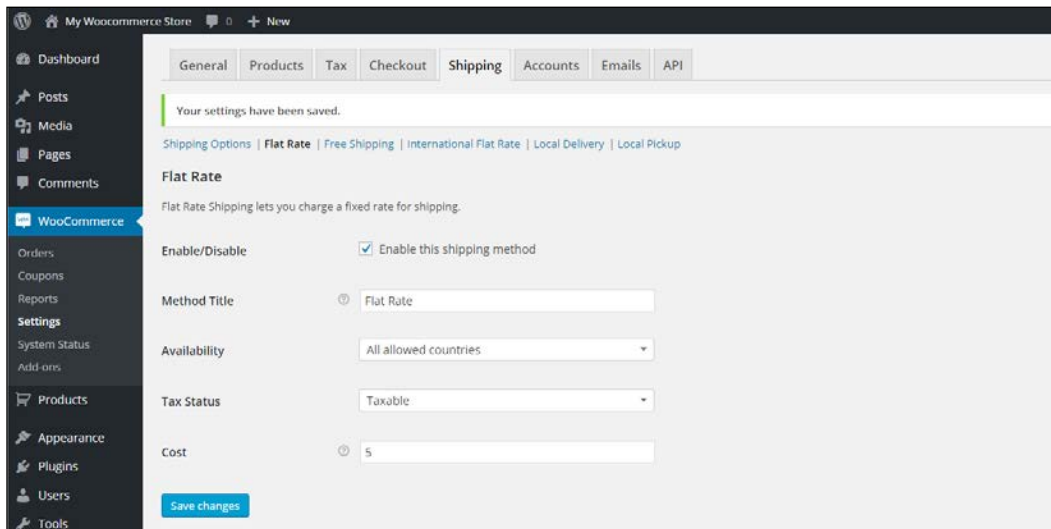 My Woocommerce Store 0 + New
Dashboard
Posts
Media
Pages
Comments
WooCommerce
Orders
Coupons
Reports
Settings
System Status
Add-ons
Products
Appearance
Plugins
Users
Tools
General Products Tax Checkout Shipping Accounts Emails API
Your settings have been saved.
Shipping Options | Flat Rate | Free Shipping | International Flat Rate | Local Delivery | Local Pickup
Flat Rate
Flat Rate Shipping lets you charge a fixed rate for shipping.
Enable/Disable Enable this shipping method
Method Title Flat Rate
Availability All allowed countries
Tax Status Taxable
Cost 5
Save changes